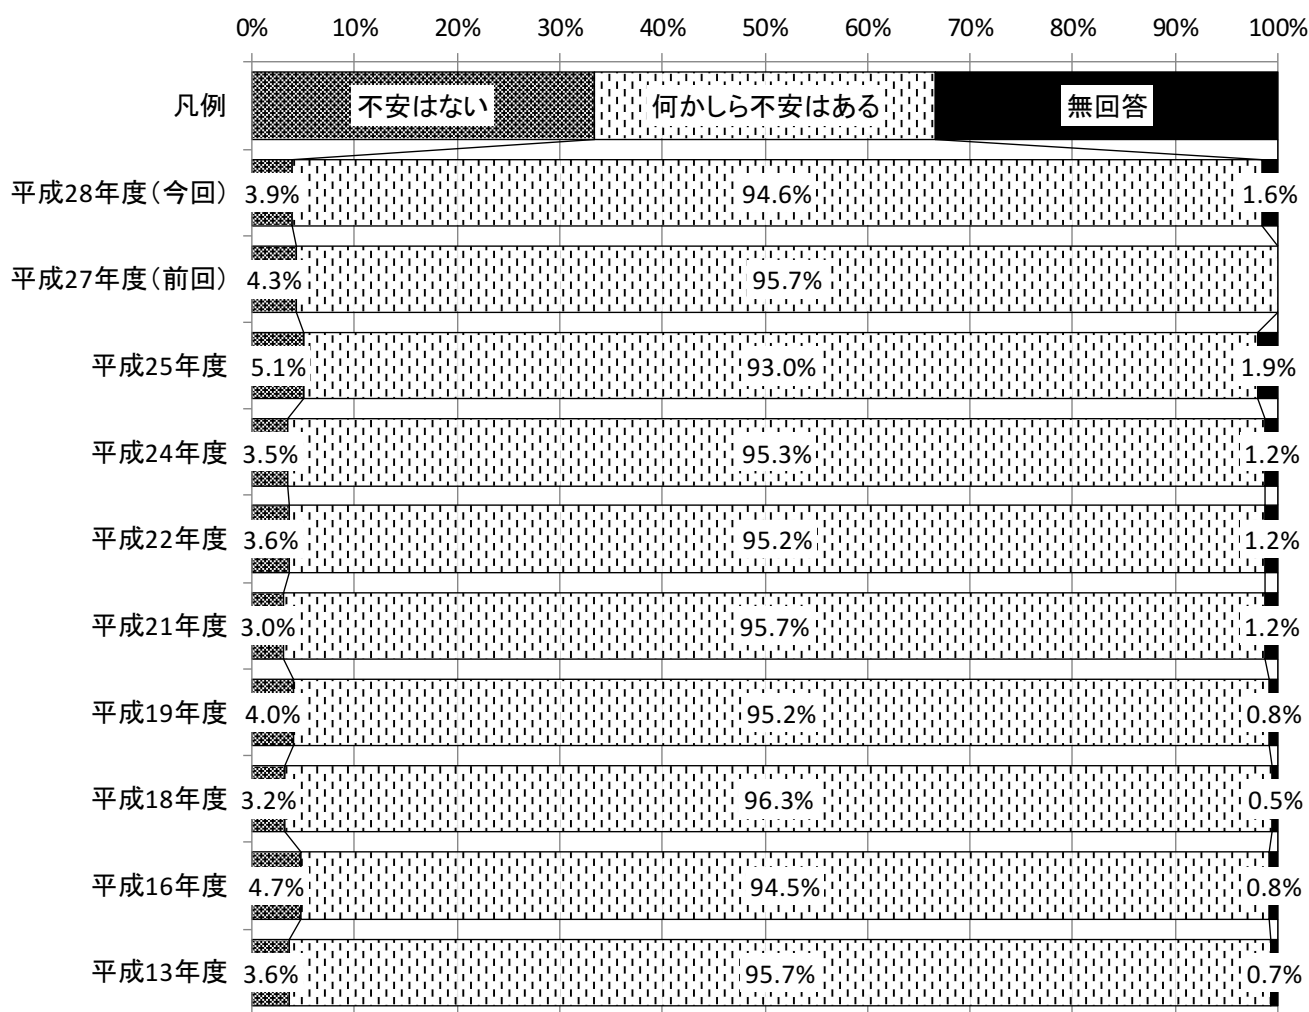 0% 10% 20% 30% 40% 50% 60% 70% 80% 90% 100%
凡例 不安はない 何かしら不安はある 無回答
平成28年度(今回) 3.9% 94.6% 1.6%
平成27年度(前回) 4.3% 95.7%
平成25年度 5.1% 93.0% 1.9%
平成24年度 3.5% 95.3% 1.2%
平成22年度 3.6% 95.2% 1.2%
平成21年度 3.0% 95.7% 1.2%
平成19年度 4.0% 95.2% 0.8%
平成18年度 3.2% 96.3% 0.5%
平成16年度 4.7% 94.5% 0.8%
平成13年度 3.6% 95.7% 0.7%